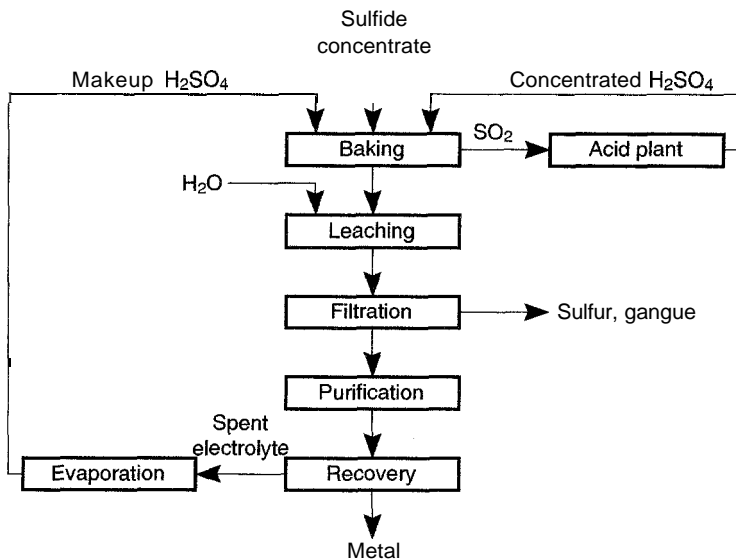 Sulfide
concentrate
Makeup H₂SO₄
Concentrated H₂SO₄
Baking
SO₂
Acid plant
H₂O
Leaching
Filtration
Sulfur, gangue
Purification
Spent
electrolyte
Evaporation
Recovery
Metal